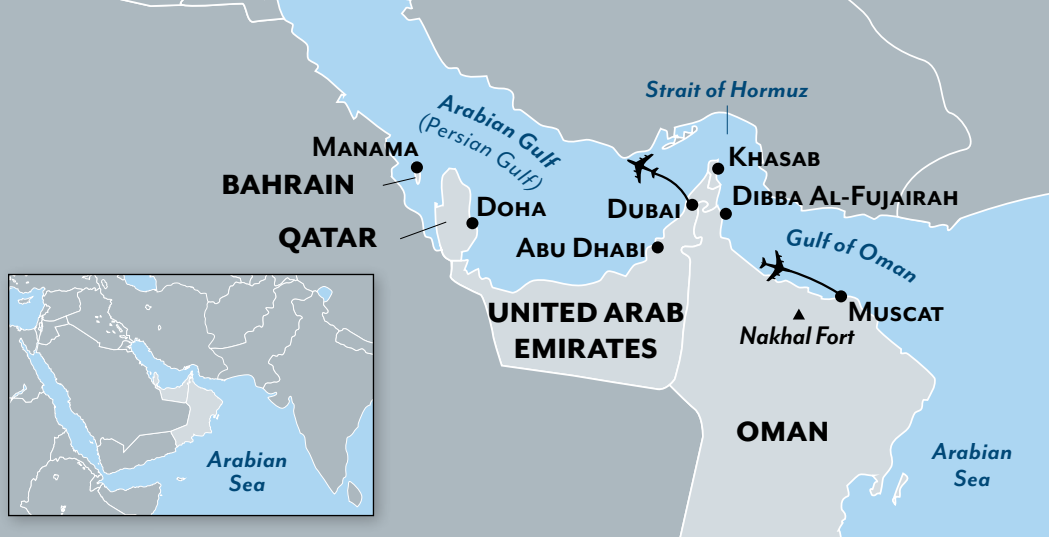 Strait of Hormuz
Arabian Gulf
(Persian Gulf)
Manama
Khasab
BAHRAIN
Dibba Al-Fujairah
Doha
Dubai
QATAR
Abu Dhabi
Gulf of Oman
UNITED ARAB
EMIRATES
Muscat
Nakhal Fort
OMAN
Arabian
Sea
Arabian
Sea